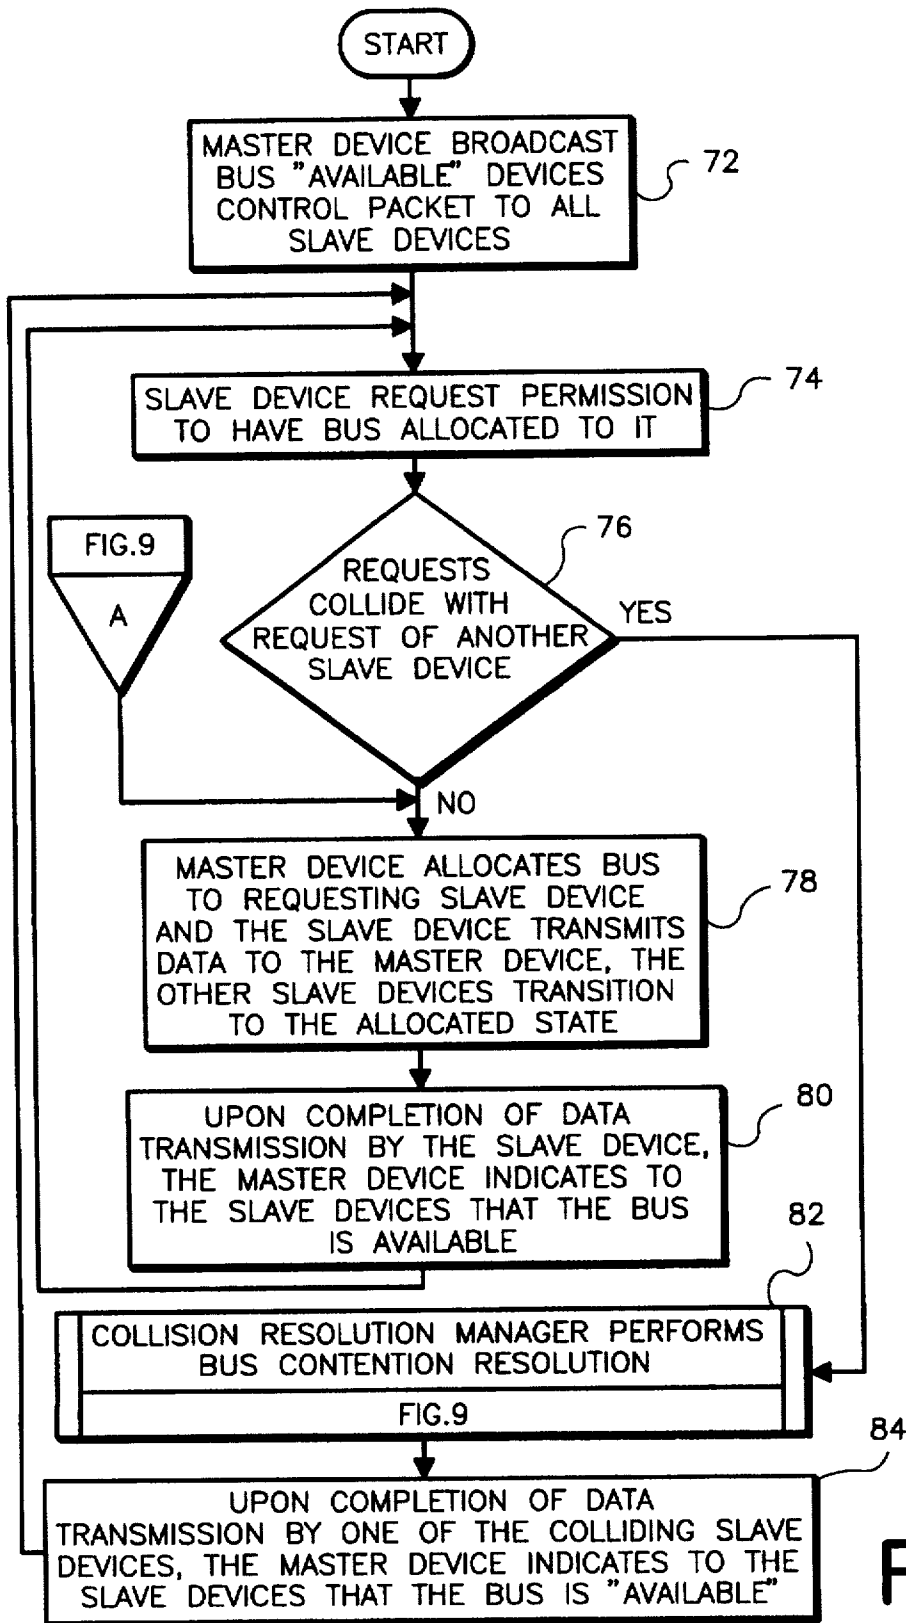 START
MASTER DEVICE BROADCAST
BUS "AVAILABLE" DEVICES
CONTROL PACKET TO ALL
SLAVE DEVICES
72
SLAVE DEVICE REQUEST PERMISSION
TO HAVE BUS ALLOCATED TO IT
74
FIG.9
A
REQUESTS
COLLIDE WITH
REQUEST OF ANOTHER
SLAVE DEVICE
76
YES
NO
MASTER DEVICE ALLOCATES BUS
TO REQUESTING SLAVE DEVICE
AND THE SLAVE DEVICE TRANSMITS
DATA TO THE MASTER DEVICE, THE
OTHER SLAVE DEVICES TRANSITION
TO THE ALLOCATED STATE
78
UPON COMPLETION OF DATA
TRANSMISSION BY THE SLAVE DEVICE,
THE MASTER DEVICE INDICATES TO
THE SLAVE DEVICES THAT THE BUS
IS AVAILABLE
80
82
COLLISION RESOLUTION MANAGER PERFORMS
BUS CONTENTION RESOLUTION
FIG.9
84
UPON COMPLETION OF DATA
TRANSMISSION BY ONE OF THE COLLIDING SLAVE
DEVICES, THE MASTER DEVICE INDICATES TO THE
SLAVE DEVICES THAT THE BUS IS "AVAILABLE"